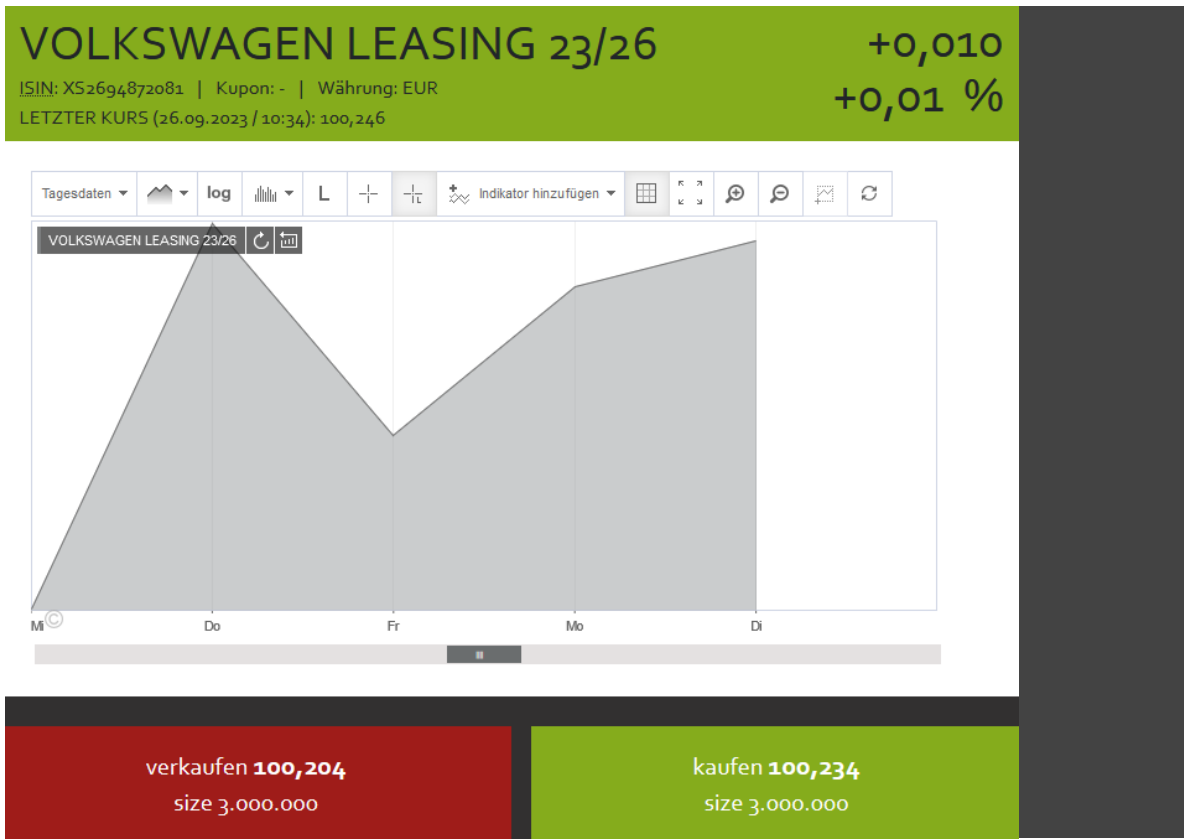 VOLKSWAGEN LEASING 23/26
+0,010
+0,01 %
ISIN: XS2694872081 | Kupon: - | Währung: EUR
LETZTER KURS (26.09.2023 / 10:34): 100,246
Tagesdaten log L Indikator hinzufügen
VOLKSWAGEN LEASING 23/26
©
Mi Do Fr Mo Di
verkaufen 100,204
size 3.000.000
kaufen 100,234
size 3.000.000